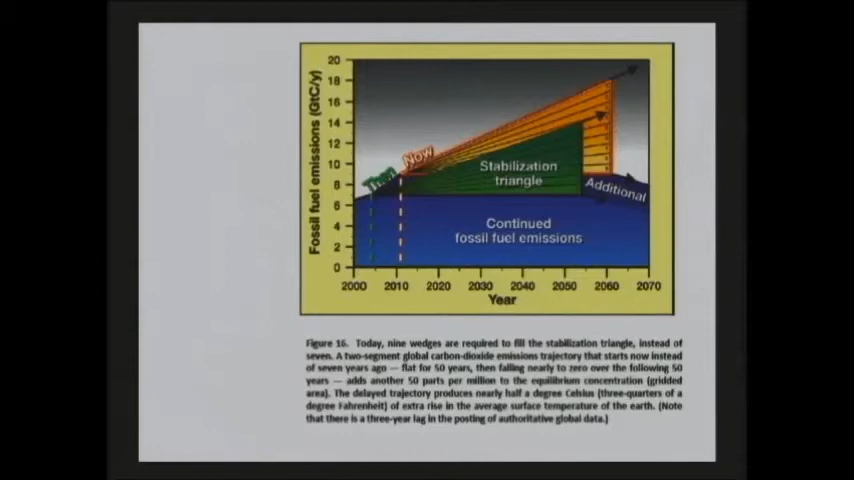 20
18
16
14
12
10
8
6
4
2
0
Fossil fuel emissions (GtC/y)
Then
Now
Stabilization
triangle
Additional
Continued
fossil fuel emissions
2000 2010 2020 2030 2040 2050 2060 2070
Year
Figure 16. Today, nine wedges are required to fill the stabilization triangle, instead of
seven. A two-segment global carbon-dioxide emissions trajectory that starts now instead
of seven years ago — flat for 50 years, then falling nearly to zero over the following 50
years — adds another 50 parts per million to the equilibrium concentration (gridded
area). The delayed trajectory produces nearly half a degree Celsius (three-quarters of a
degree Fahrenheit) of extra rise in the average surface temperature of the earth. (Note
that there is a three-year lag in the posting of authoritative global data.)